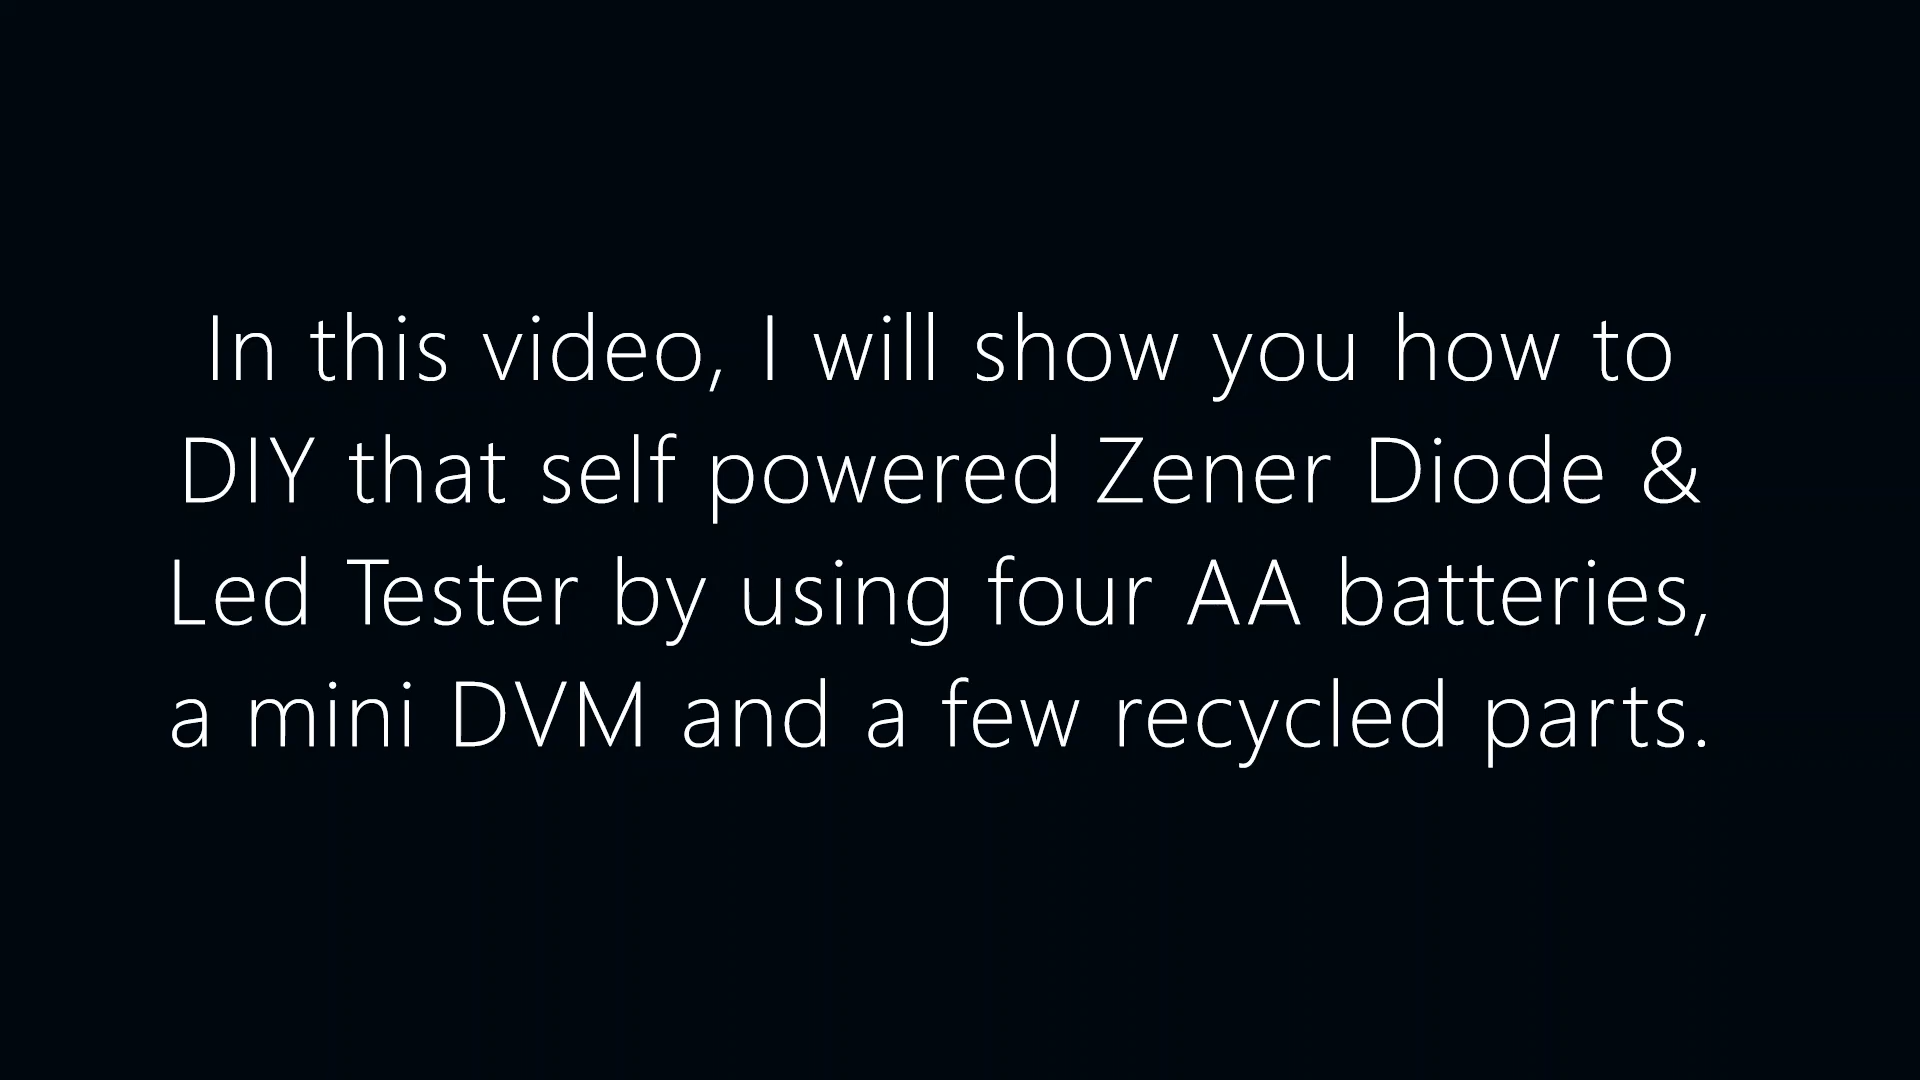 In this video, I will show you how to
DIY that self powered Zener Diode &
Led Tester by using four AA batteries,
a mini DVM and a few recycled parts.